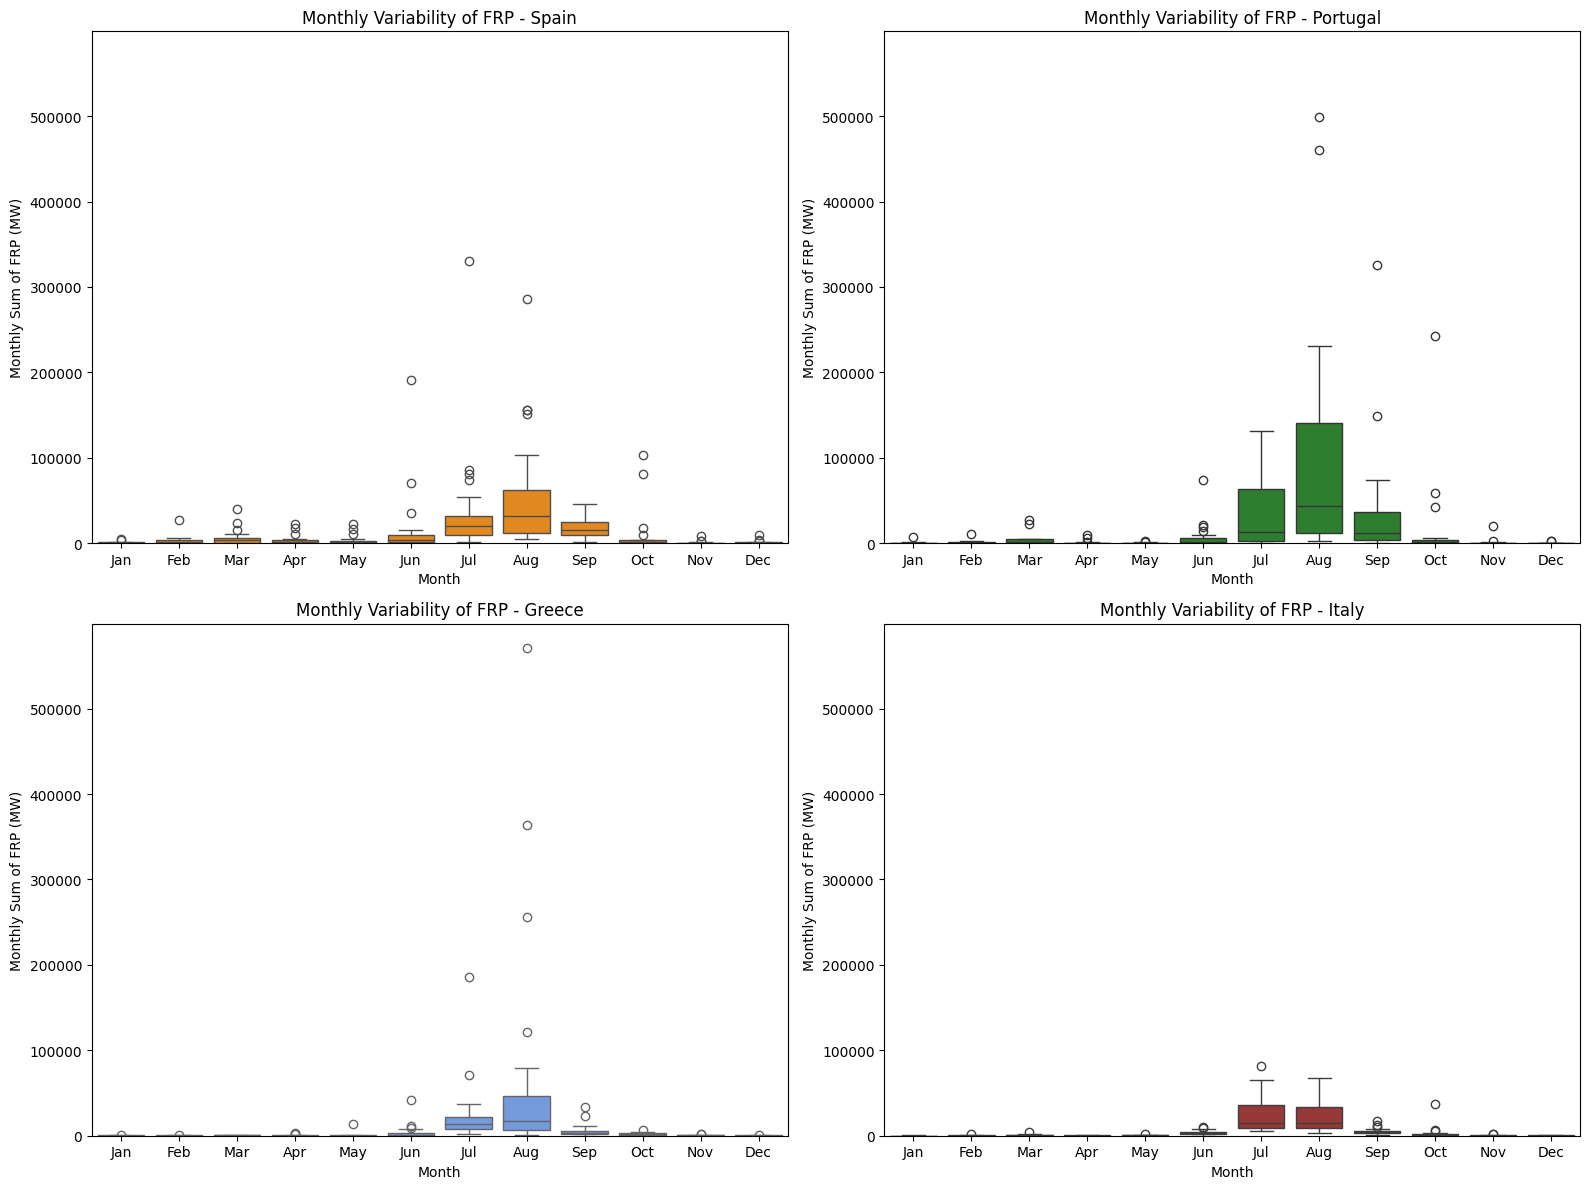 Monthly Variability of FRP - Spain
Monthly Sum of FRP (MW)
500000
400000
300000
200000
100000
0
Jan Feb Mar Apr May Jun Jul Aug Sep Oct Nov Dec
Month
Monthly Variability of FRP - Portugal
Monthly Sum of FRP (MW)
500000
400000
300000
200000
100000
0
Jan Feb Mar Apr May Jun Jul Aug Sep Oct Nov Dec
Month
Monthly Variability of FRP - Greece
Monthly Sum of FRP (MW)
500000
400000
300000
200000
100000
0
Jan Feb Mar Apr May Jun Jul Aug Sep Oct Nov Dec
Month
Monthly Variability of FRP - Italy
Monthly Sum of FRP (MW)
500000
400000
300000
200000
100000
0
Jan Feb Mar Apr May Jun Jul Aug Sep Oct Nov Dec
Month